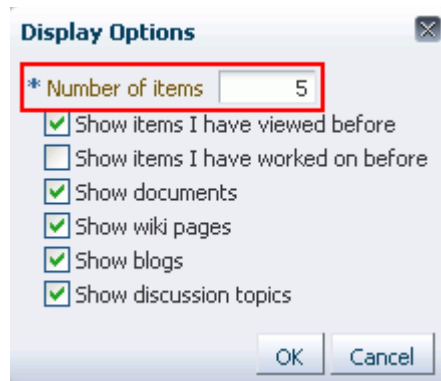 Display Options
* Number of items 5
Show items I have viewed before
Show items I have worked on before
Show documents
Show wiki pages
Show blogs
Show discussion topics
OK Cancel